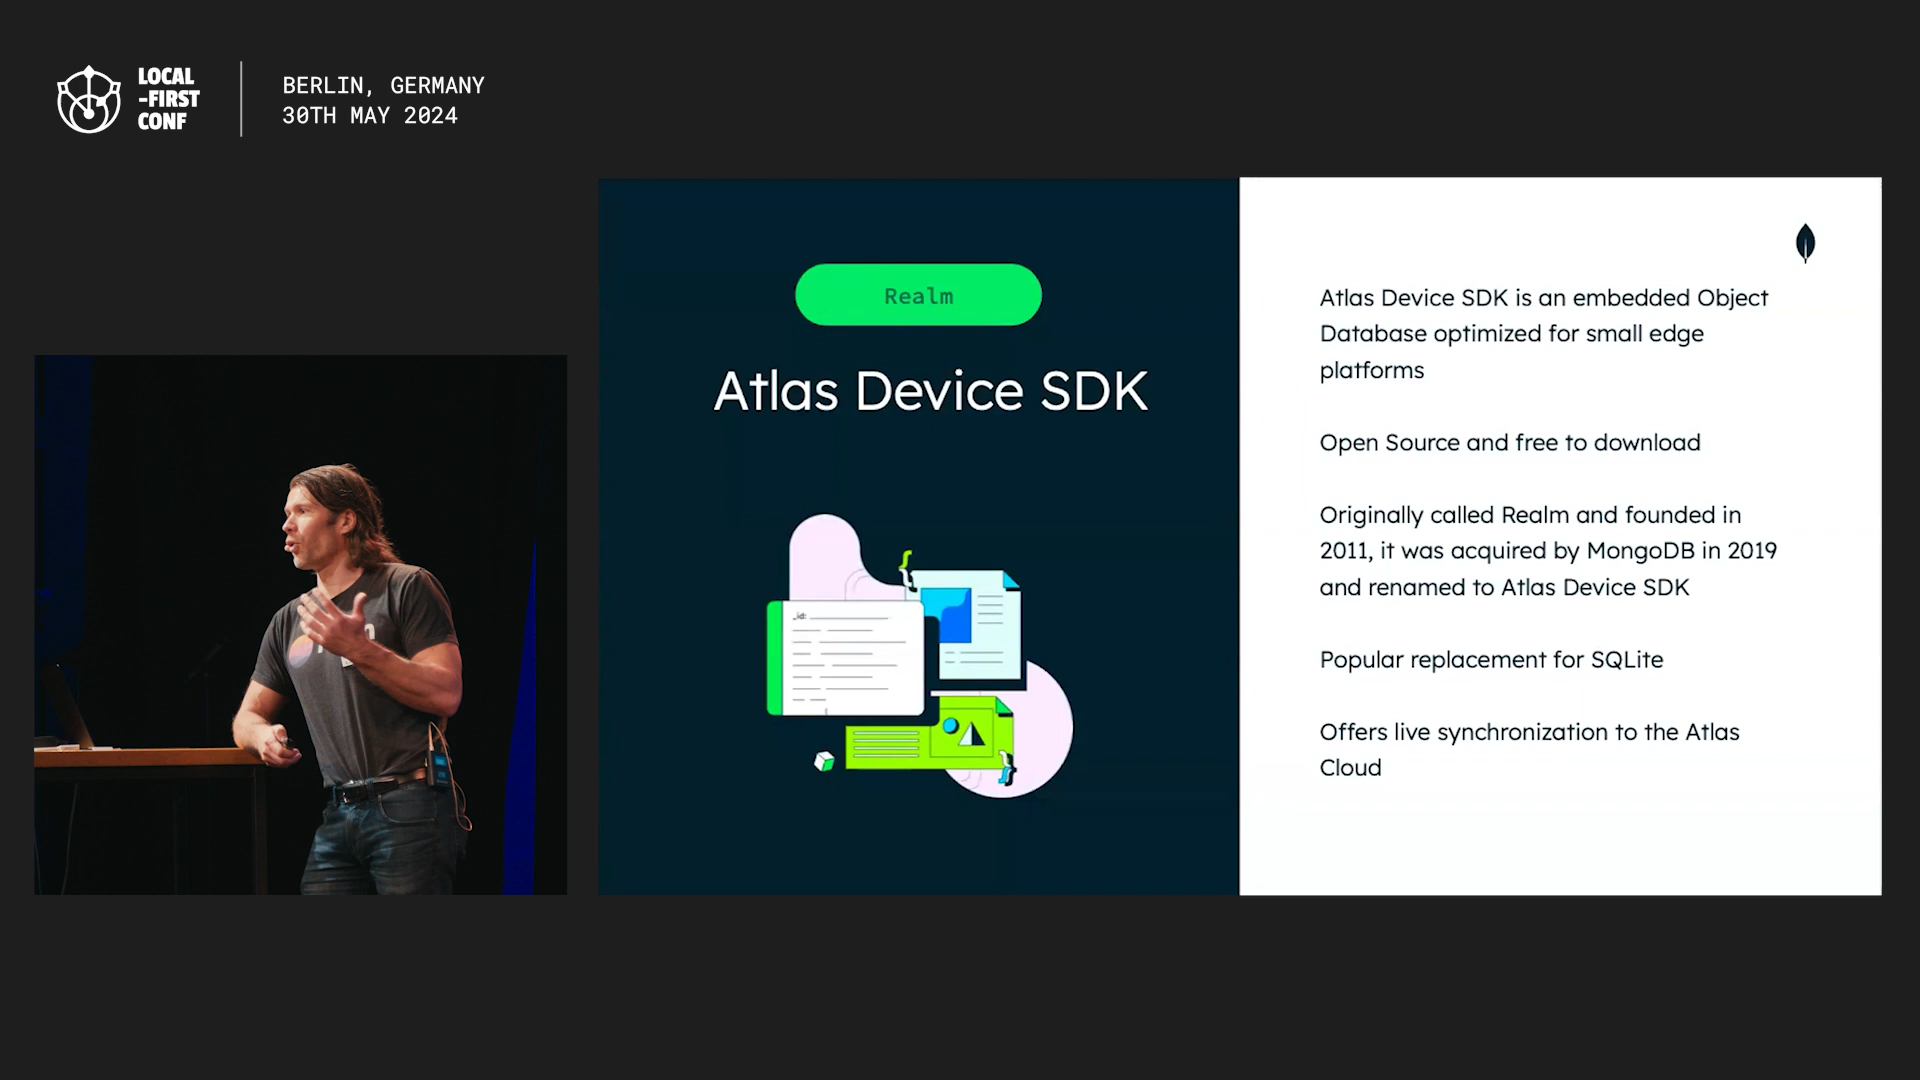 LOCAL
-FIRST
CONF
BERLIN, GERMANY
30TH MAY 2024
Realm
Atlas Device SDK
_id:
Atlas Device SDK is an embedded Object
Database optimized for small edge
platforms
Open Source and free to download
Originally called Realm and founded in
2011, it was acquired by MongoDB in 2019
and renamed to Atlas Device SDK
Popular replacement for SQLite
Offers live synchronization to the Atlas
Cloud